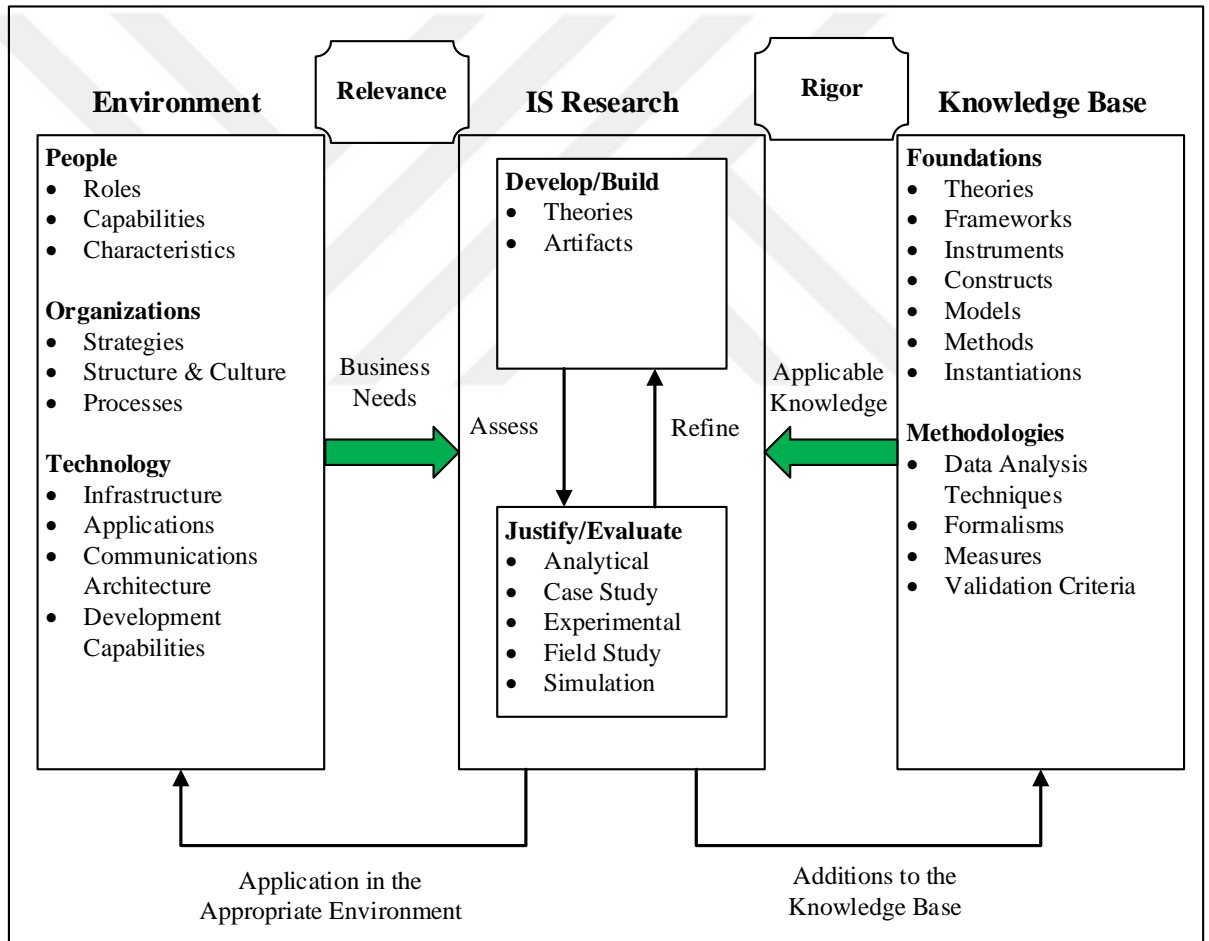 Environment
Relevance
IS Research
Rigor
Knowledge Base
People
• Roles
• Capabilities
• Characteristics
Organizations
• Strategies
• Structure & Culture
• Processes
Technology
• Infrastructure
• Applications
• Communications
Architecture
• Development
Capabilities
Business
Needs
Develop/Build
• Theories
• Artifacts
Assess
Refine
Justify/Evaluate
• Analytical
• Case Study
• Experimental
• Field Study
• Simulation
Applicable
Knowledge
Foundations
• Theories
• Frameworks
• Instruments
• Constructs
• Models
• Methods
• Instantiations
Methodologies
• Data Analysis
Techniques
• Formalisms
• Measures
• Validation Criteria
Application in the
Appropriate Environment
Additions to the
Knowledge Base